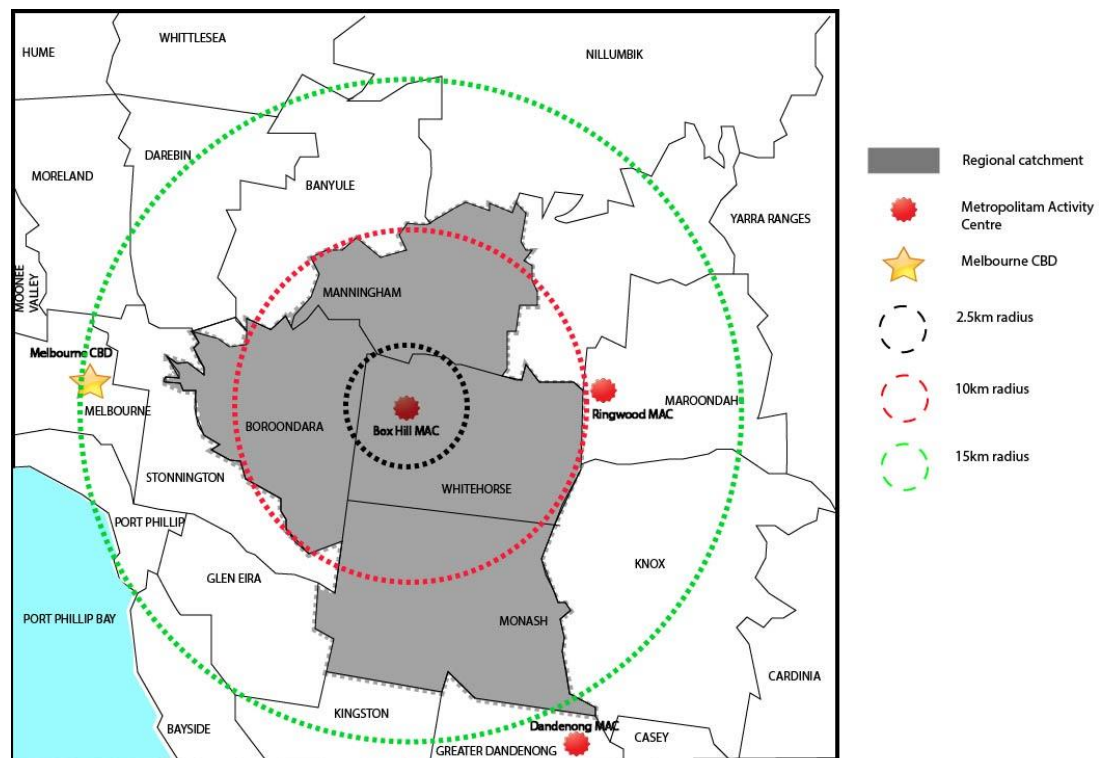 HUME
WHITTLESEA
NILLUMBIK
DAREBIN
MORELAND
BANYULE
YARRA RANGES
MOONEE
VALLEY
MANNINGHAM
Melbourne CBD
MELBOURNE
BOROONDARA
Box Hill MAC
Ringwood MAC
MAROONDAH
STONNINGTON
WHITEHORSE
PORT PHILLIP
GLEN EIRA
KNOX
PORT PHILLIP BAY
MONASH
CARDINIA
KINGSTON
BAYSIDE
Dandenong MAC
CASEY
GREATER DANDENONG
Regional catchment
Metropolitam Activity
Centre
Melbourne CBD
2.5km radius
10km radius
15km radius